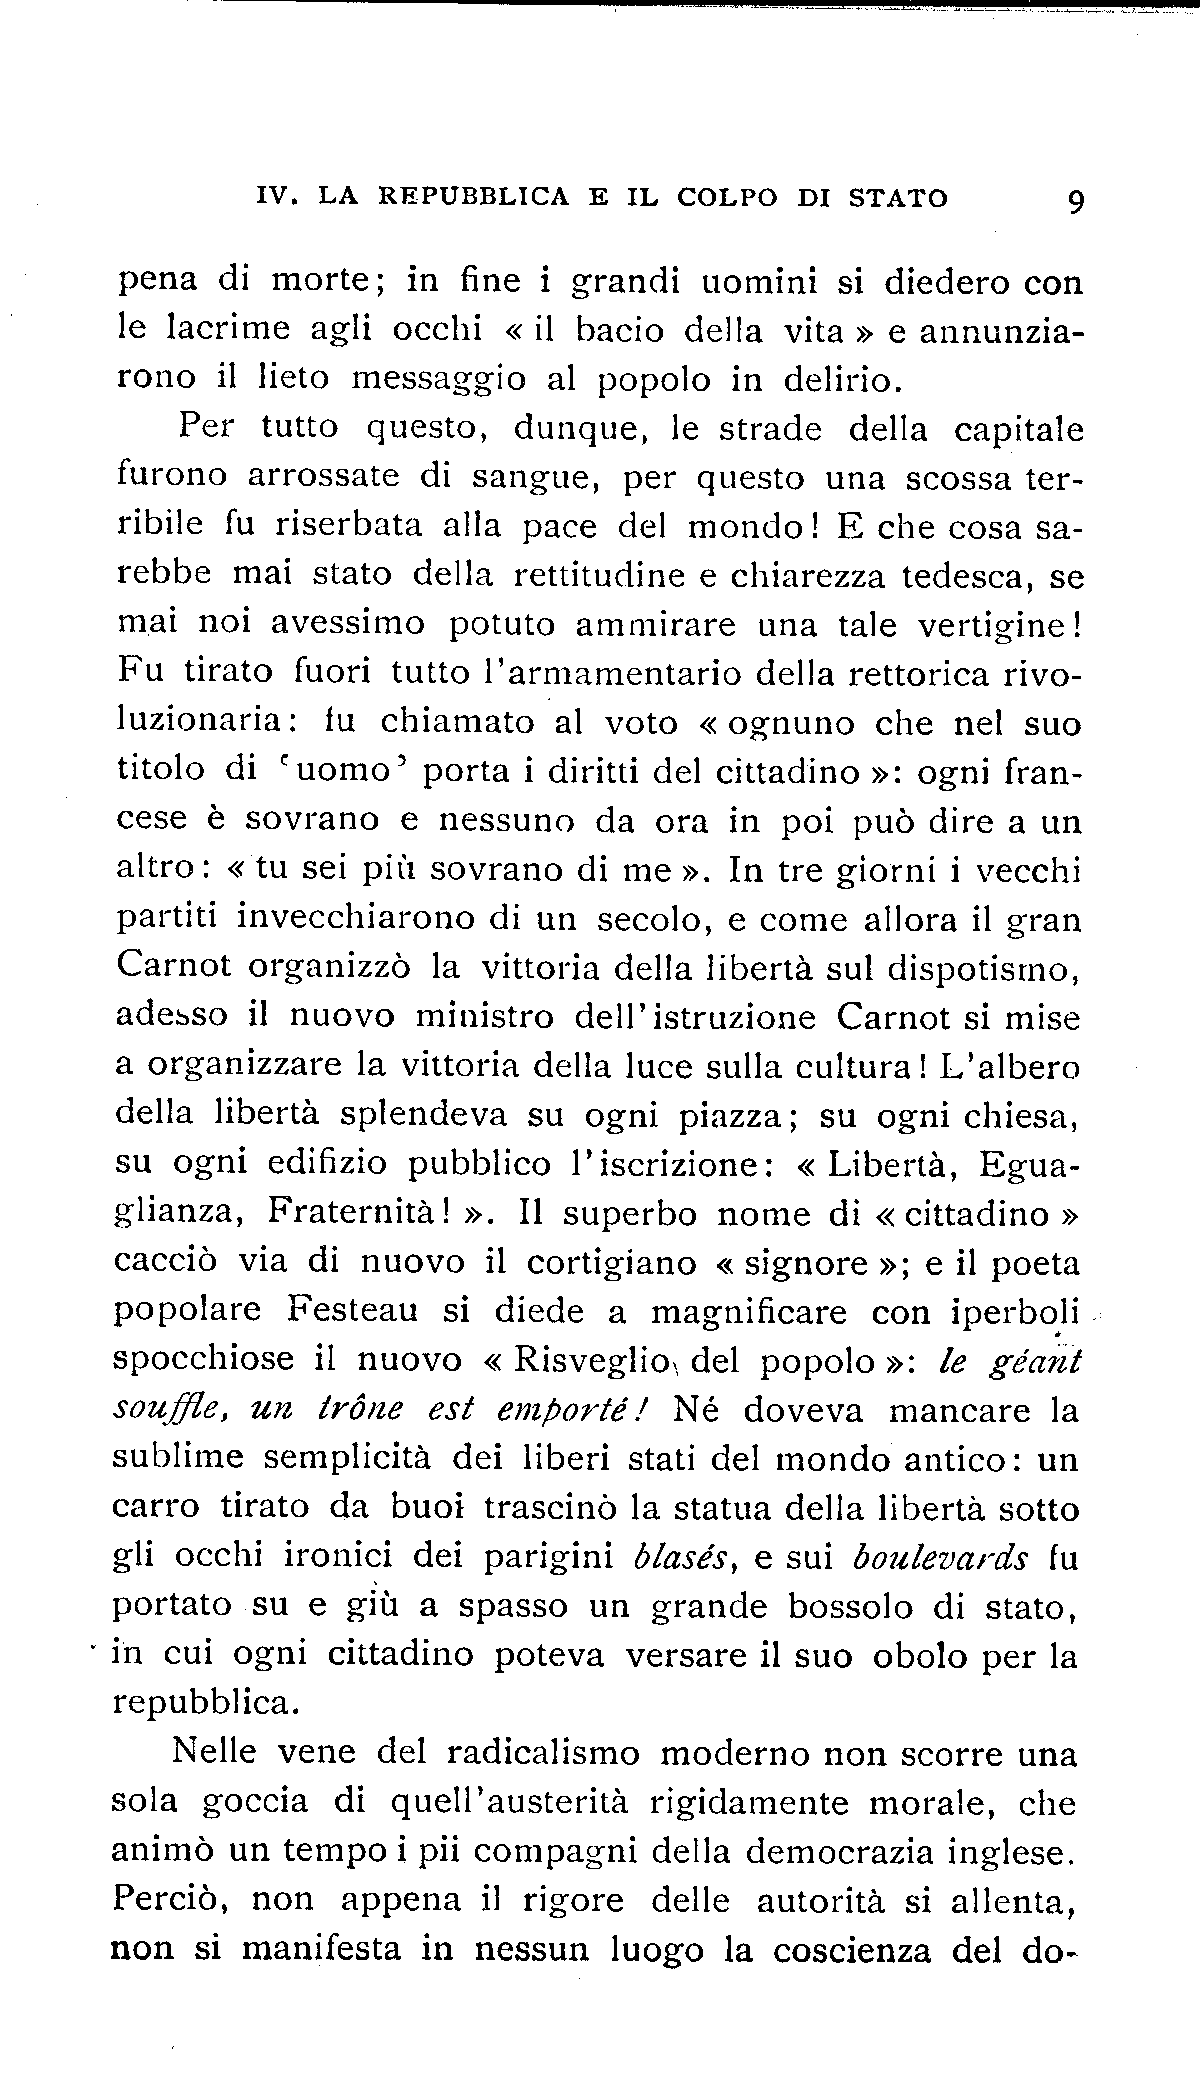 IV. LA REPUBBLICA E IL COLPO DI STATO 9
pena di morte; in fine i grandi uomini si diedero con
le lacrime agli occhi « il bacio della vita » e annunzia-
rono il lieto messaggio al popolo in delirio.
Per tutto questo, dunque, le strade della capitale
furono arrossate di sangue, per questo una scossa ter-
ribile fu riserbata alla pace del mondo! E che cosa sa-
rebbe mai stato della rettitudine e chiarezza tedesca, se
mai noi avessimo potuto ammirare una tale vertigine!
Fu tirato fuori tutto l'armamentario della rettorica rivo-
luzionaria: fu chiamato al voto « ognuno che nel suo
titolo di ‘uomo’ porta i diritti del cittadino »: ogni fran-
cese è sovrano e nessuno da ora in poi può dire a un
altro: « tu sei più sovrano di me ». In tre giorni i vecchi
partiti invecchiarono di un secolo, e come allora il gran
Carnot organizzò la vittoria della libertà sul dispotismo,
adesso il nuovo ministro dell'istruzione Carnot si mise
a organizzare la vittoria della luce sulla cultura! L'albero
della libertà splendeva su ogni piazza; su ogni chiesa,
su ogni edifizio pubblico l'iscrizione: « Libertà, Egua-
glianza, Fraternità! ». Il superbo nome di « cittadino »
cacciò via di nuovo il cortigiano « signore »; e il poeta
popolare Festeau si diede a magnificare con iperboli
spocchiose il nuovo « Risveglio del popolo »: le géant
souffle, un trône est emporté! Né doveva mancare la
sublime semplicità dei liberi stati del mondo antico: un
carro tirato da buoi trascinò la statua della libertà sotto
gli occhi ironici dei parigini blasés, e sui boulevards fu
portato su e giù a spasso un grande bossolo di stato,
in cui ogni cittadino poteva versare il suo obolo per la
repubblica.
Nelle vene del radicalismo moderno non scorre una
sola goccia di quell'austerità rigidamente morale, che
animò un tempo i pii compagni della democrazia inglese.
Perciò, non appena il rigore delle autorità si allenta,
non si manifesta in nessun luogo la coscienza del do-